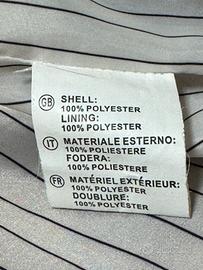 GB SHELL:
100% POLYESTER
LINING:
100% POLYESTER
IT MATERIALE ESTERNO:
100% POLIESTERE
FODERA:
100% POLIESTERE
FR MATÉRIEL EXTÉRIEUR:
100% POLYESTER
DOUBLURE:
100% POLYESTER